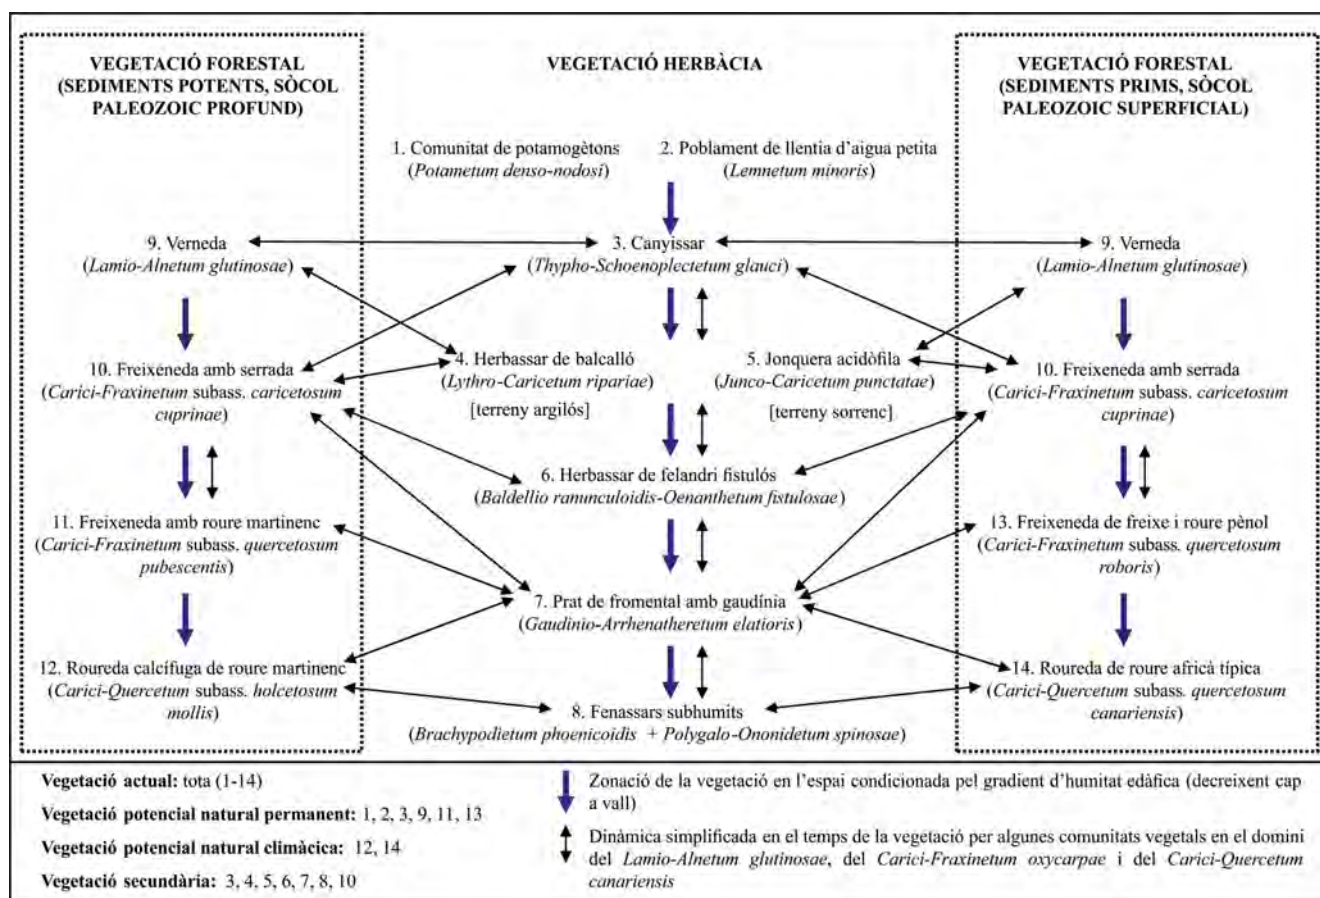 VEGETACIÓ FORESTAL
(SEDIMENTS POTENTS, SÒCOL
PALEOZOIC PROFUND)
VEGETACIÓ HERBÀCIA
VEGETACIÓ FORESTAL
(SEDIMENTS PRIMS, SÒCOL
PALEOZOIC SUPERFICIAL)
1. Comunitat de potamogètons
(Potametum denso-nodosi)
2. Poblament de llentia d'aigua petita
(Lemnetum minoris)
9. Verneda
(Lamio-Alnetum glutinosae)
3. Canyissar
(Thypho-Schoenoplectetum glauci)
9. Verneda
(Lamio-Alnetum glutinosae)
10. Freixeneda amb serrada
(Carici-Fraxinetum subass. caricetosum
cuprinae)
4. Herbassar de balcalló
(Lythro-Caricetum ripariae)
[terreny argilós]
5. Jonquera acidòfila
(Junco-Caricetum punctatae)
[terreny sorrenc]
10. Freixeneda amb serrada
(Carici-Fraxinetum subass. caricetosum
cuprinae)
6. Herbassar de felandri fistulós
(Baldellio ranunculoidis-Oenanthetum fistulosae)
11. Freixeneda amb roure martinenc
(Carici-Fraxinetum subass. quercetosum
pubescentis)
13. Freixeneda de freixe i roure pènol
(Carici-Fraxinetum subass. quercetosum
roboris)
7. Prat de fromental amb gaudínia
(Gaudinio-Arrhenatheretum elatioris)
12. Roureda calcífuga de roure martinenc
(Carici-Quercetum subass. holcetosum
mollis)
14. Roureda de roure africà típica
(Carici-Quercetum subass. quercetosum
canariensis)
8. Fenassars subhumits
(Brachypodietum phoenicoidis + Polygalo-Ononidetum spinosae)
Vegetació actual: tota (1-14)
Vegetació potencial natural permanent: 1, 2, 3, 9, 11, 13
Vegetació potencial natural climàcica: 12, 14
Vegetació secundària: 3, 4, 5, 6, 7, 8, 10
Zonació de la vegetació en l'espai condicionada pel gradient d'humitat edàfica (decreixent cap
a vall)
Dinàmica simplificada en el temps de la vegetació per algunes comunitats vegetals en el domini
del Lamio-Alnetum glutinosae, del Carici-Fraxinetum oxycarpae i del Carici-Quercetum
canariensis